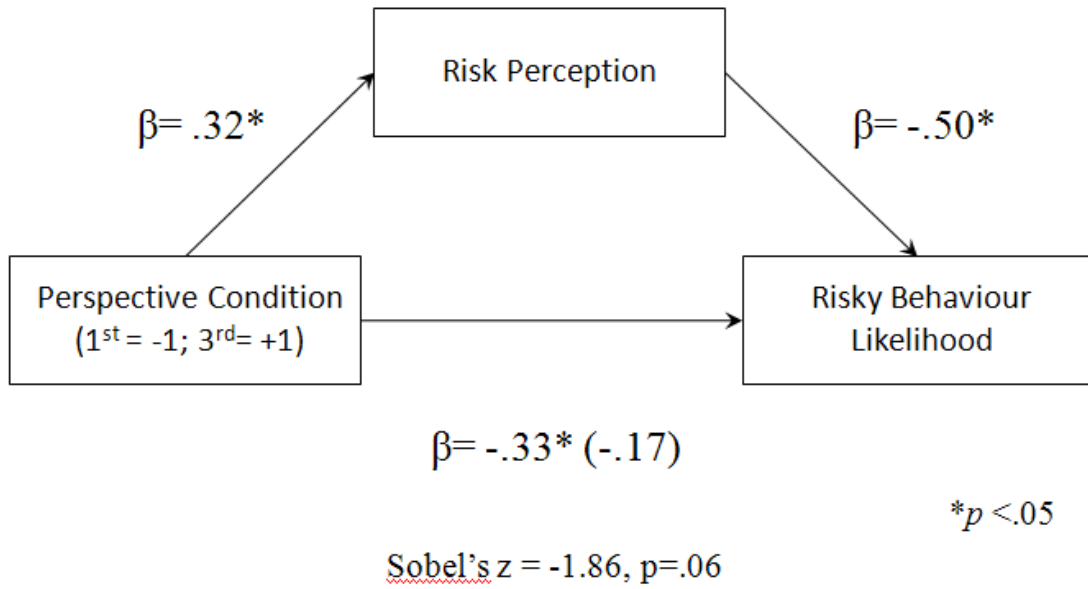 Risk Perception
β= .32*
β= -.50*
Perspective Condition
(1st = -1; 3rd= +1)
Risky Behaviour
Likelihood
β= -.33* (-.17)
*p <.05
Sobel’s z = -1.86, p=.06